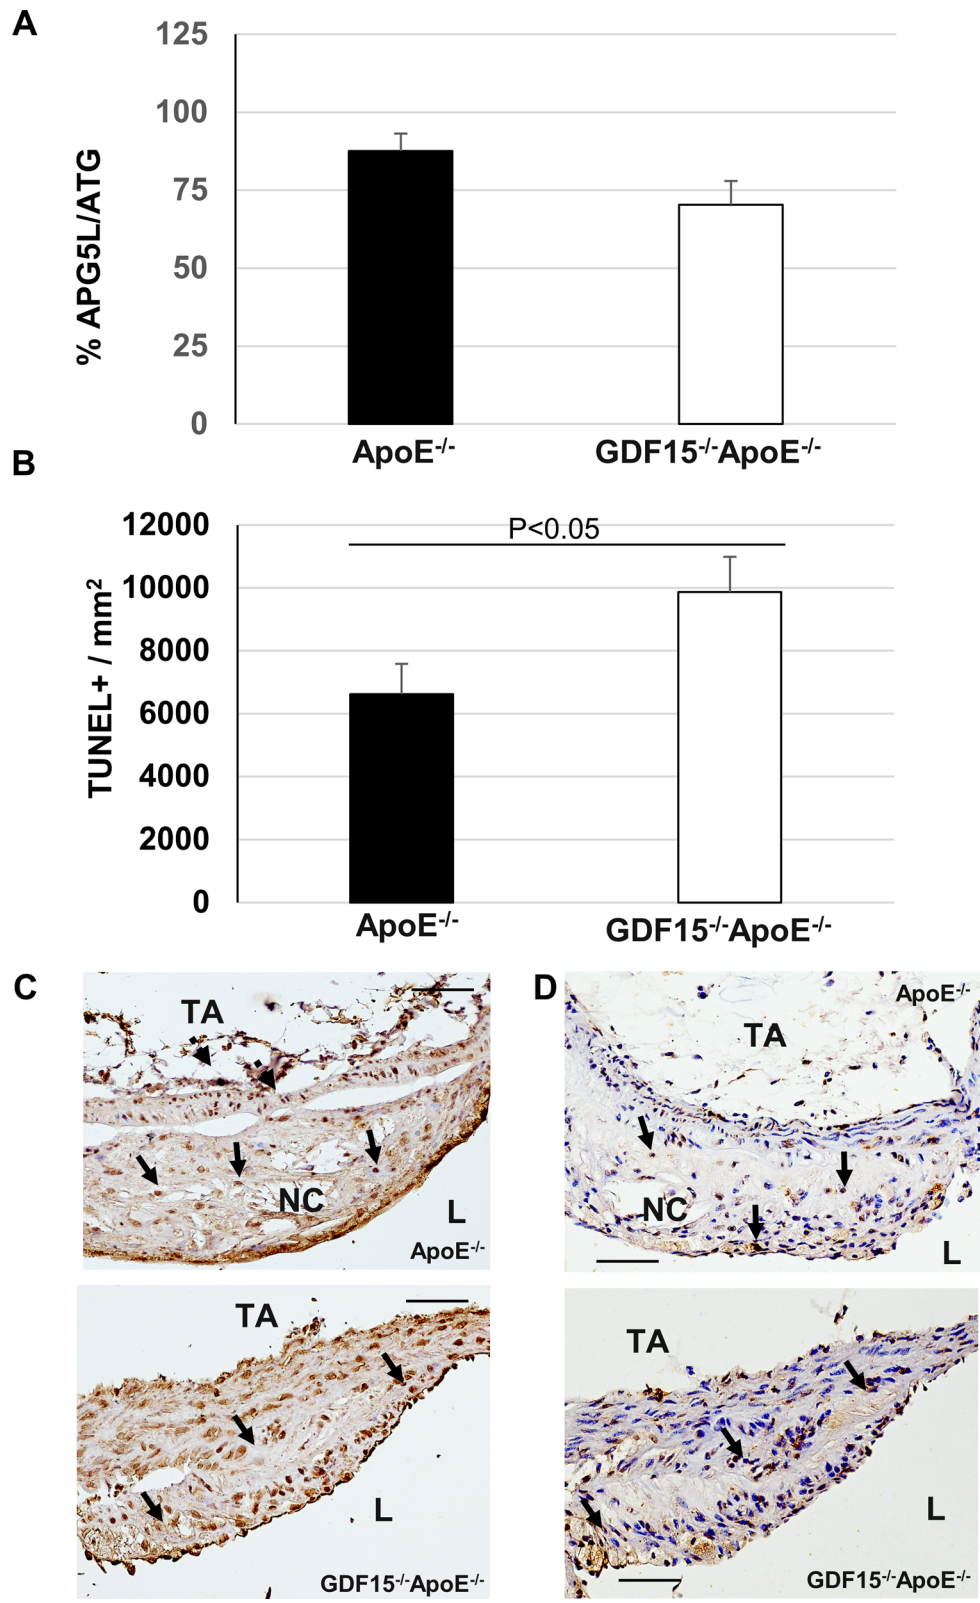 A
125
100
75
50
25
0
% APG5L/ATG
ApoE-/-
GDF15-/-ApoE-/-
B
P<0.05
12000
10000
8000
6000
4000
2000
0
TUNEL+ / mm2
ApoE-/-
GDF15-/-ApoE-/-
C
TA
NC
L
ApoE-/-
TA
L
GDF15-/-ApoE-/-
D
ApoE-/-
TA
NC
L
TA
L
GDF15-/-ApoE-/-